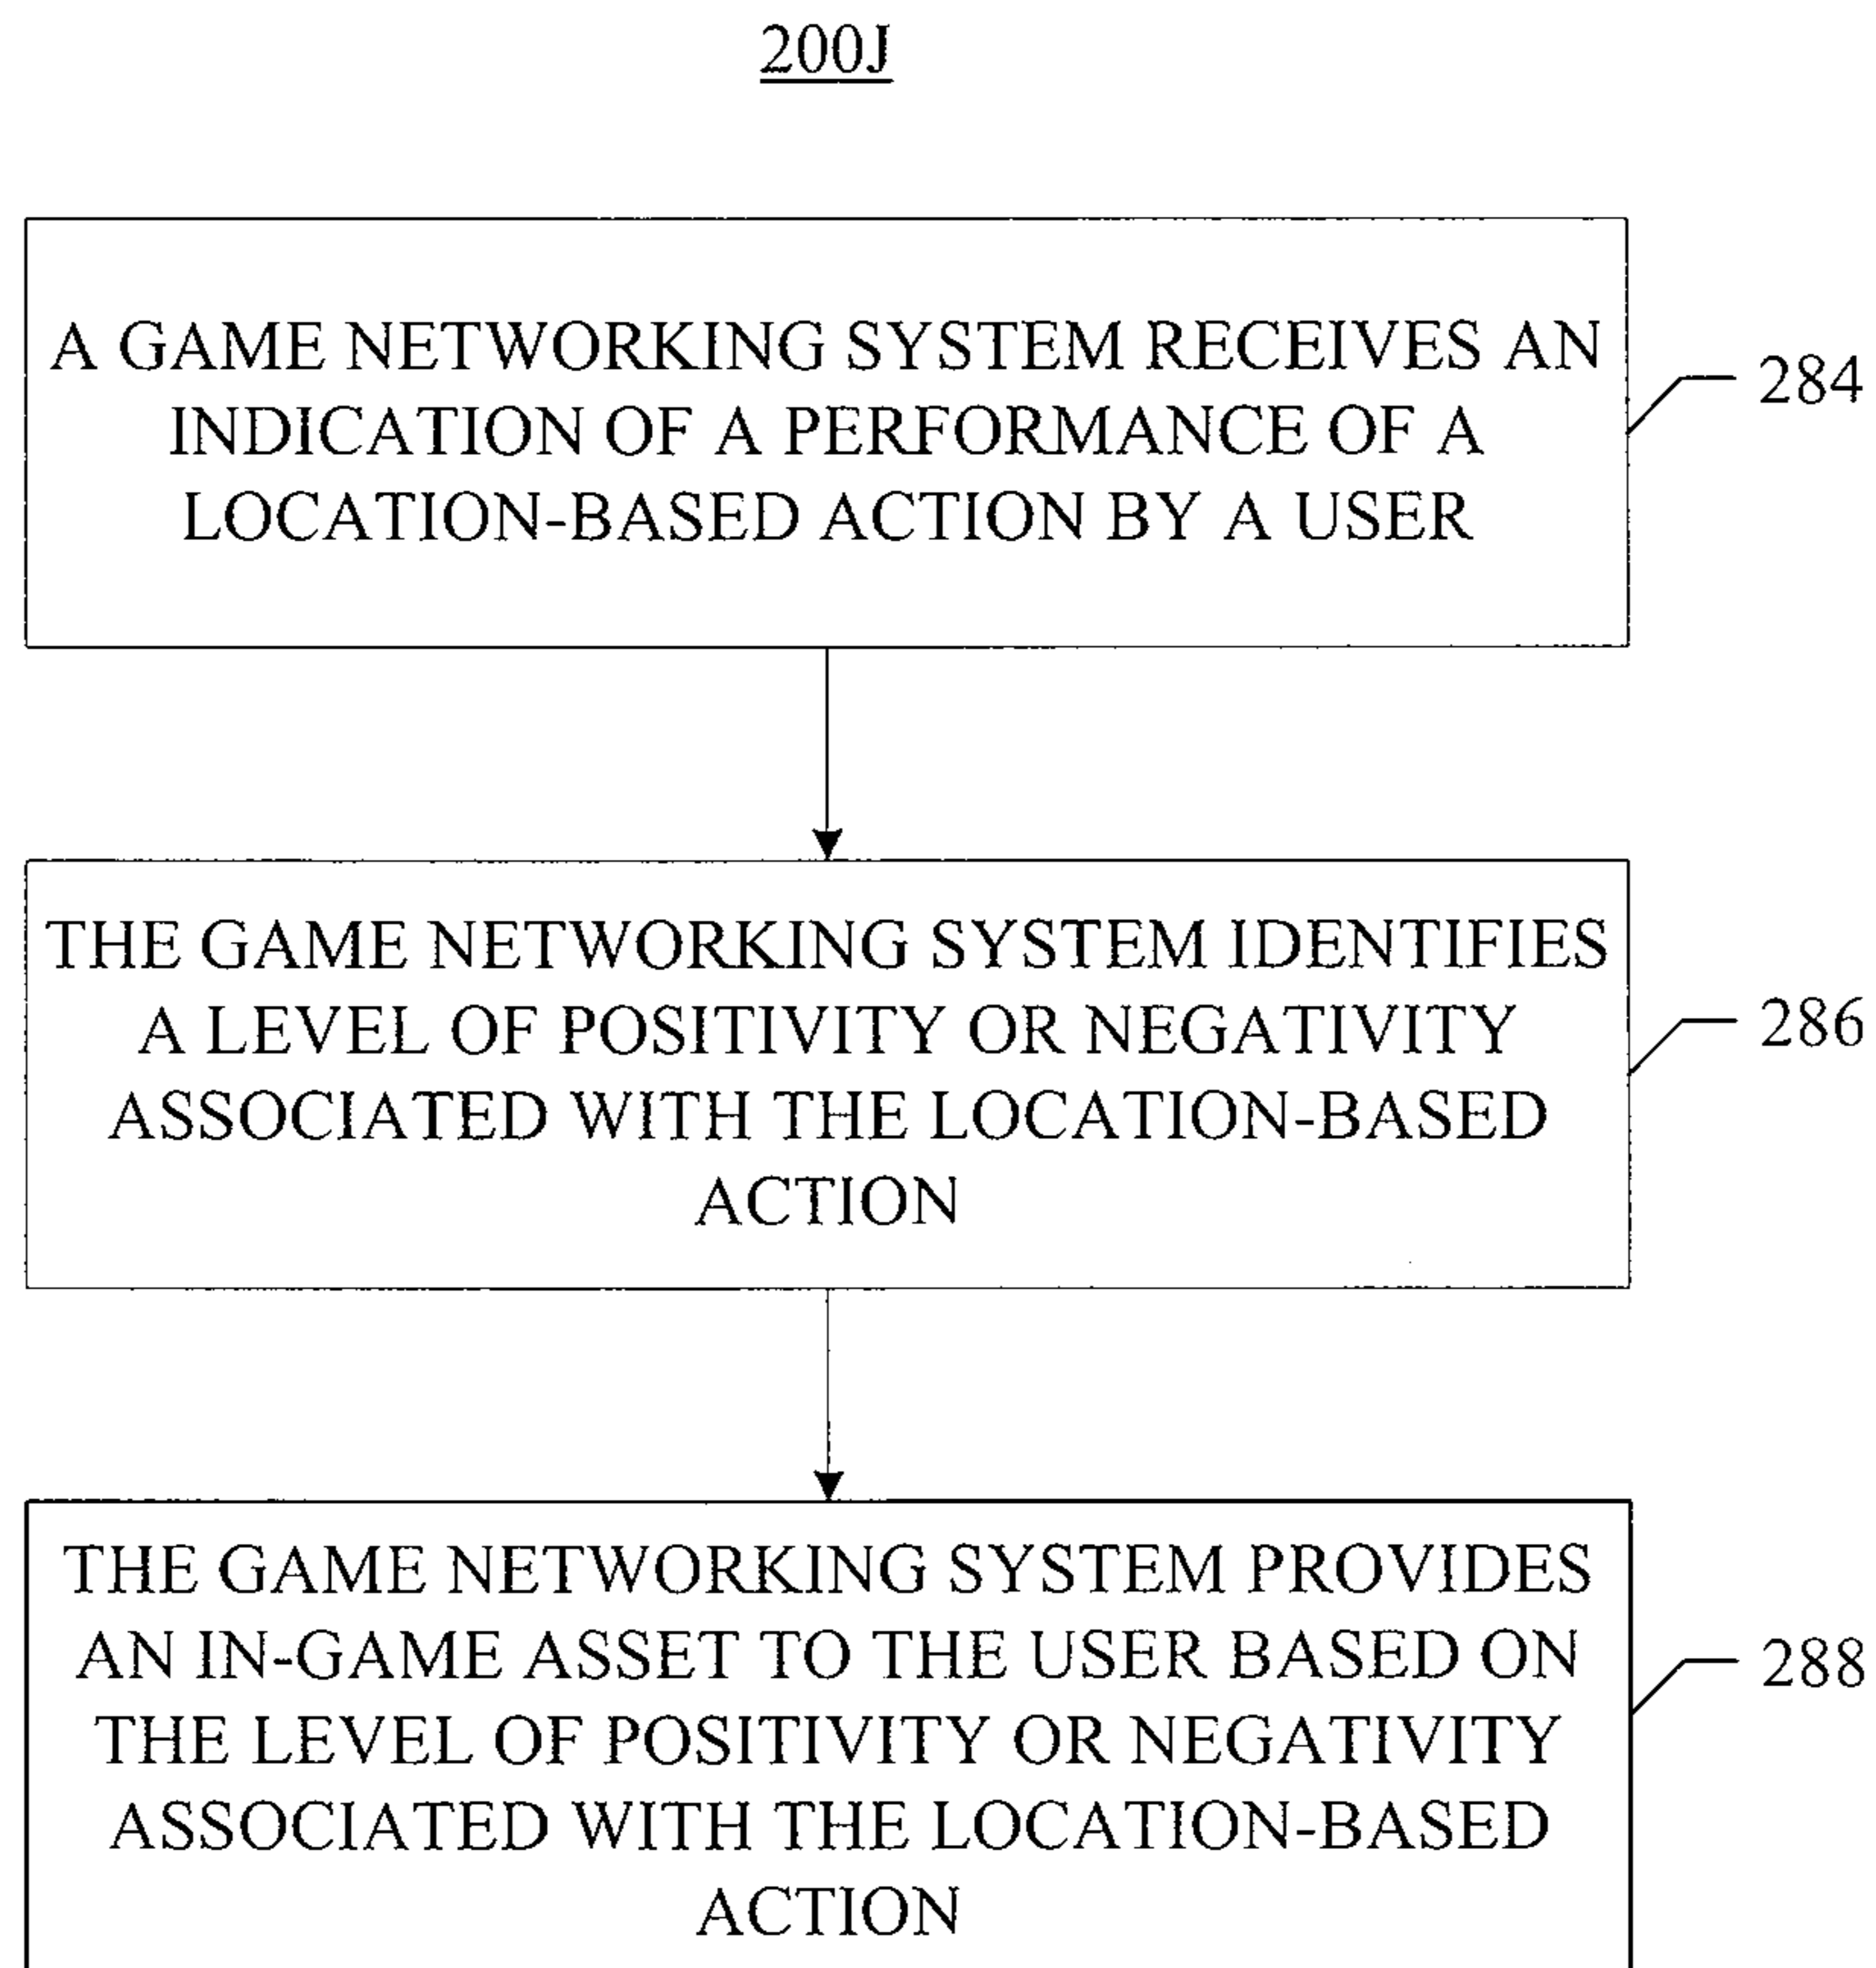 200J
A GAME NETWORKING SYSTEM RECEIVES AN
INDICATION OF A PERFORMANCE OF A
LOCATION-BASED ACTION BY A USER
284
THE GAME NETWORKING SYSTEM IDENTIFIES
A LEVEL OF POSITIVITY OR NEGATIVITY
ASSOCIATED WITH THE LOCATION-BASED
ACTION
286
THE GAME NETWORKING SYSTEM PROVIDES
AN IN-GAME ASSET TO THE USER BASED ON
THE LEVEL OF POSITIVITY OR NEGATIVITY
ASSOCIATED WITH THE LOCATION-BASED
ACTION
288